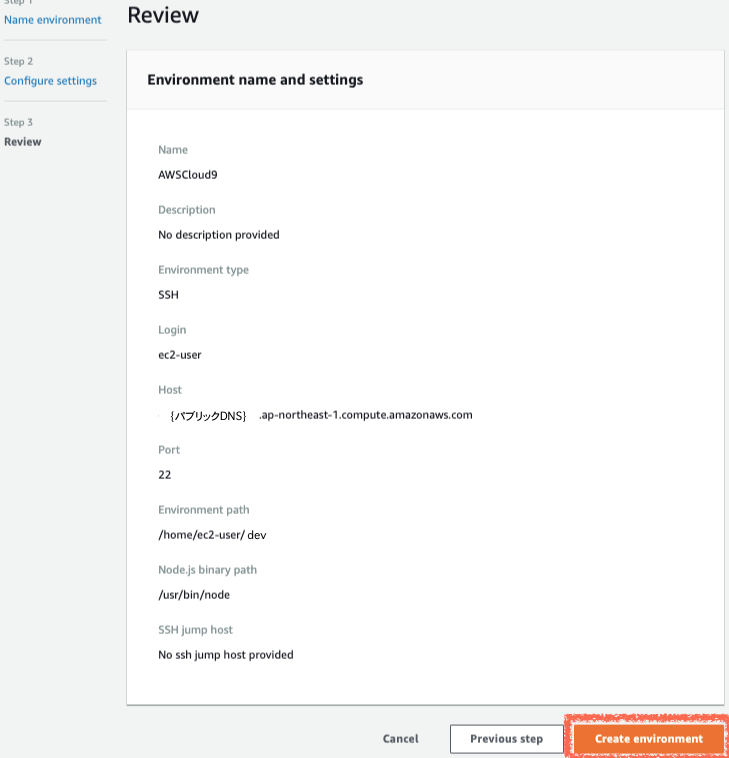 Step 1
Name environment
Step 2
Configure settings
Step 3
Review
Review
Environment name and settings
Name
AWSCloud9
Description
No description provided
Environment type
SSH
Login
ec2-user
Host
{パブリックDNS} .ap-northeast-1.compute.amazonaws.com
Port
22
Environment path
/home/ec2-user/ dev
Node.js binary path
/usr/bin/node
SSH jump host
No ssh jump host provided
Cancel
Previous step
Create environment